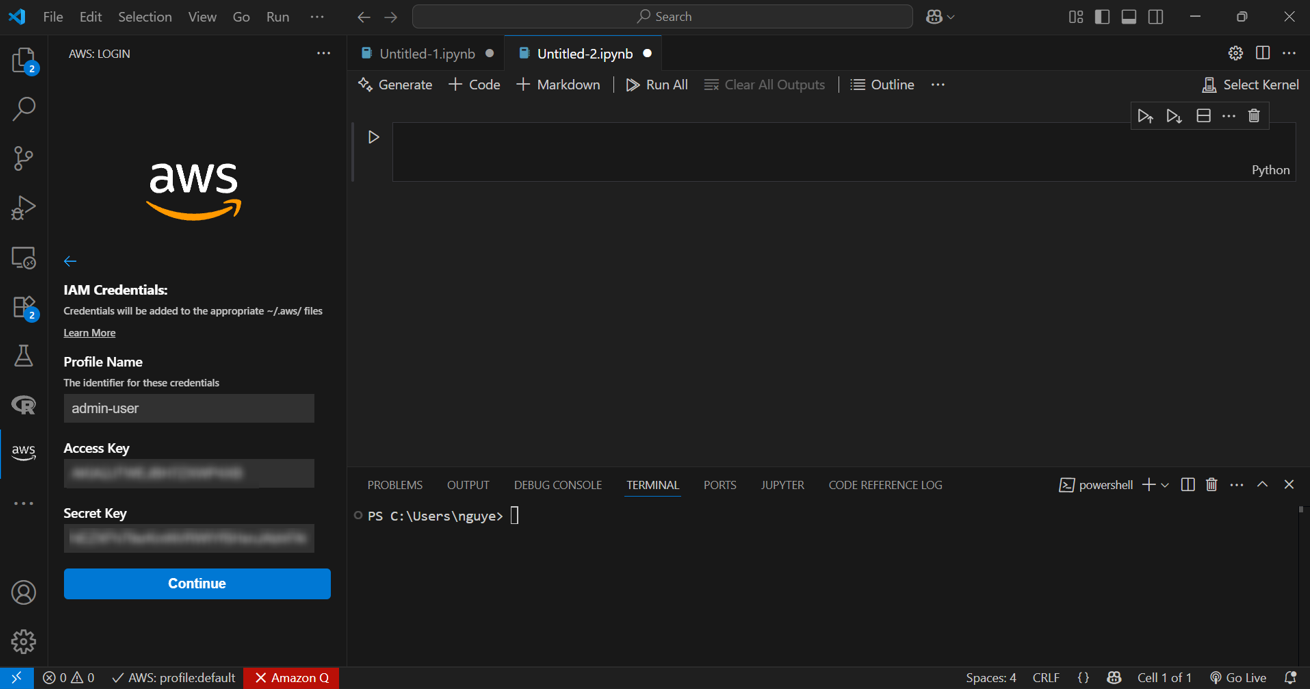 File Edit Selection View Go Run ···
Search
2
AWS: LOGIN
Untitled-1.ipynb
Untitled-2.ipynb
Generate + Code + Markdown Run All Clear All Outputs Outline ···
Select Kernel
Python
aws
IAM Credentials:
Credentials will be added to the appropriate ~/.aws/ files
Learn More
2
Profile Name
The identifier for these credentials
R
admin-user
Access Key
aws
Secret Key
Continue
PROBLEMS OUTPUT DEBUG CONSOLE TERMINAL PORTS JUPYTER CODE REFERENCE LOG
powershell
PS C:\Users\nguye>
0 0 AWS: profile:default Amazon Q
Spaces: 4 CRLF {} Cell 1 of 1 Go Live